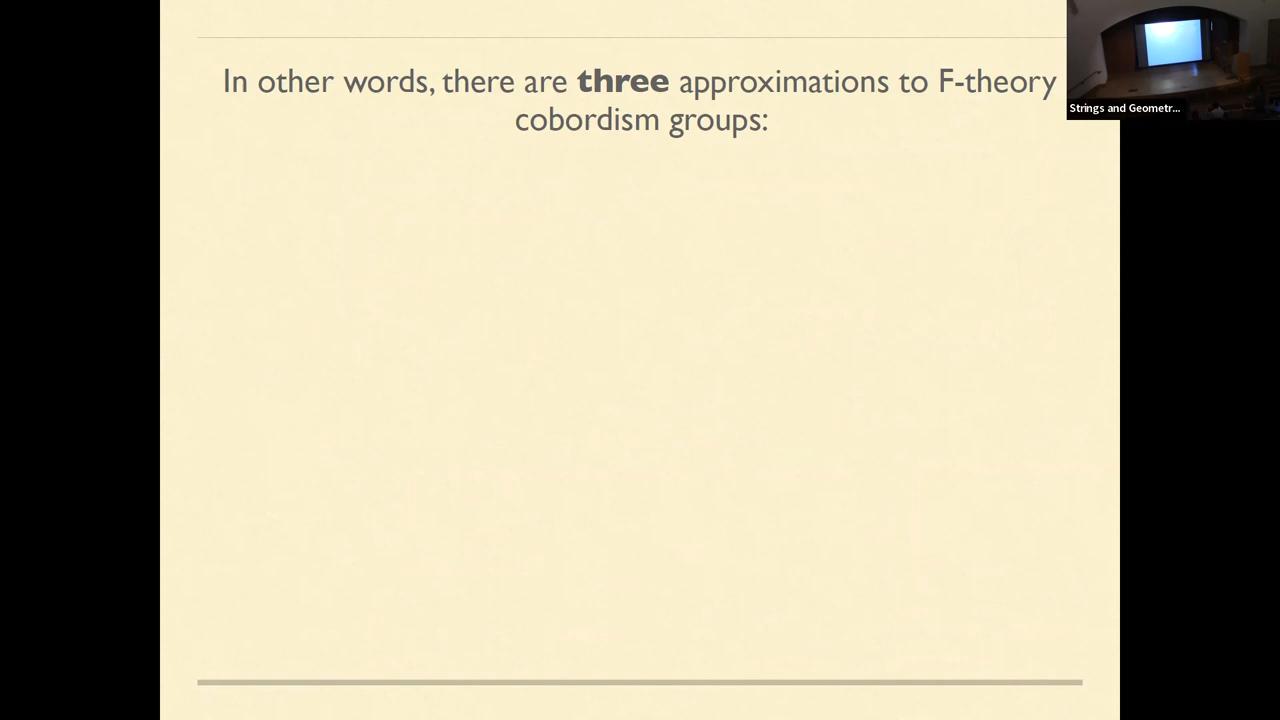 In other words, there are three approximations to F-theory
cobordism groups:
Strings and Geometr...